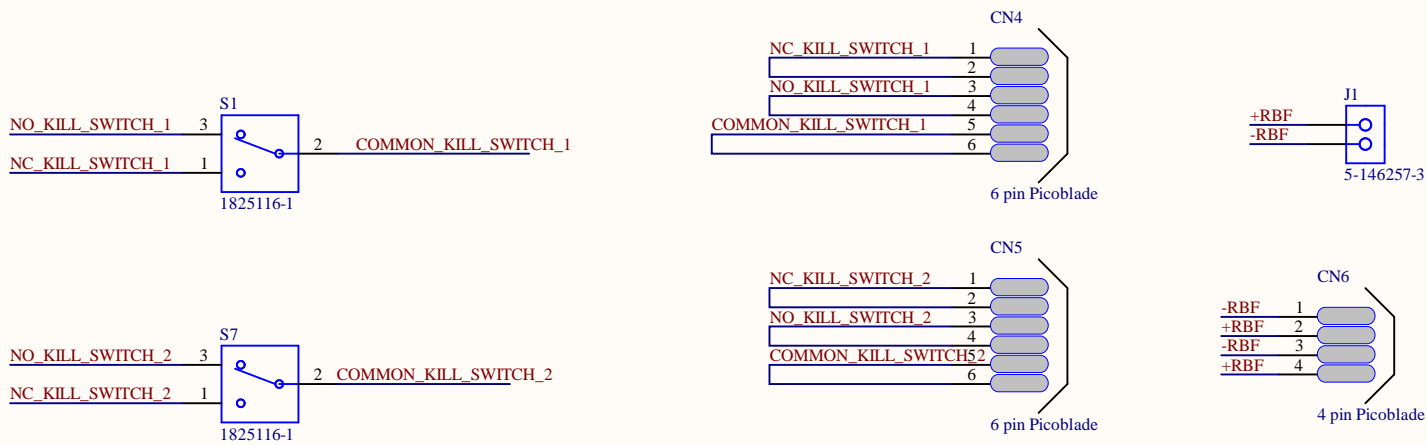 CN4
NC_KILL_SWITCH_1 1
2
NO_KILL_SWITCH_1 3
4
COMMON_KILL_SWITCH_1 5
6
6 pin Picoblade
S1
NO_KILL_SWITCH_1 3
NC_KILL_SWITCH_1 1
2 COMMON_KILL_SWITCH_1
1825116-1
J1
+RBF
-RBF
5-146257-3
CN5
NC_KILL_SWITCH_2 1
2
NO_KILL_SWITCH_2 3
4
COMMON_KILL_SWITCH_2 5
6
6 pin Picoblade
S7
NO_KILL_SWITCH_2 3
NC_KILL_SWITCH_2 1
2 COMMON_KILL_SWITCH_2
1825116-1
CN6
-RBF 1
+RBF 2
-RBF 3
+RBF 4
4 pin Picoblade